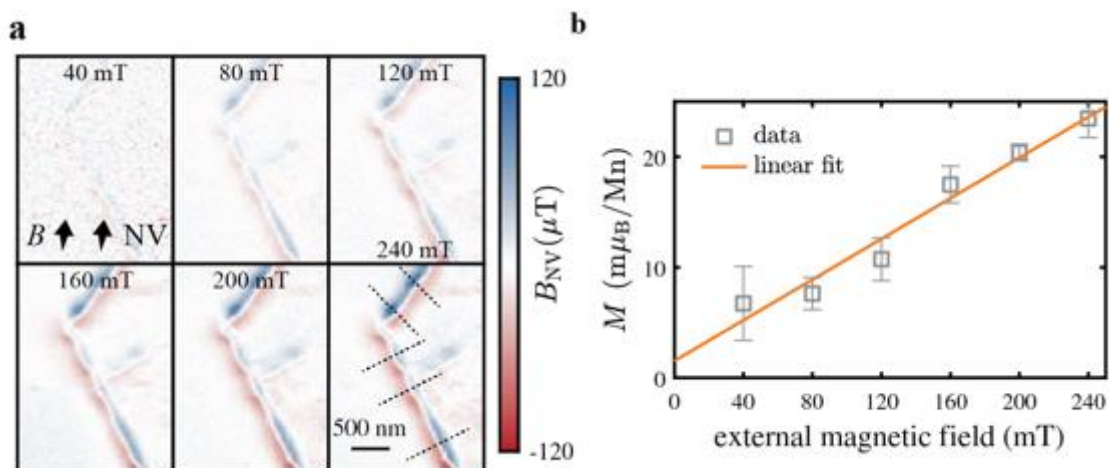 a
40 mT
80 mT
120 mT
B
NV
240 mT
160 mT
200 mT
500 nm
120
B_NV (μT)
-120
b
data
linear fit
M (mμ_B/Mn)
20
10
0
0 40 80 120 160 200 240
external magnetic field (mT)